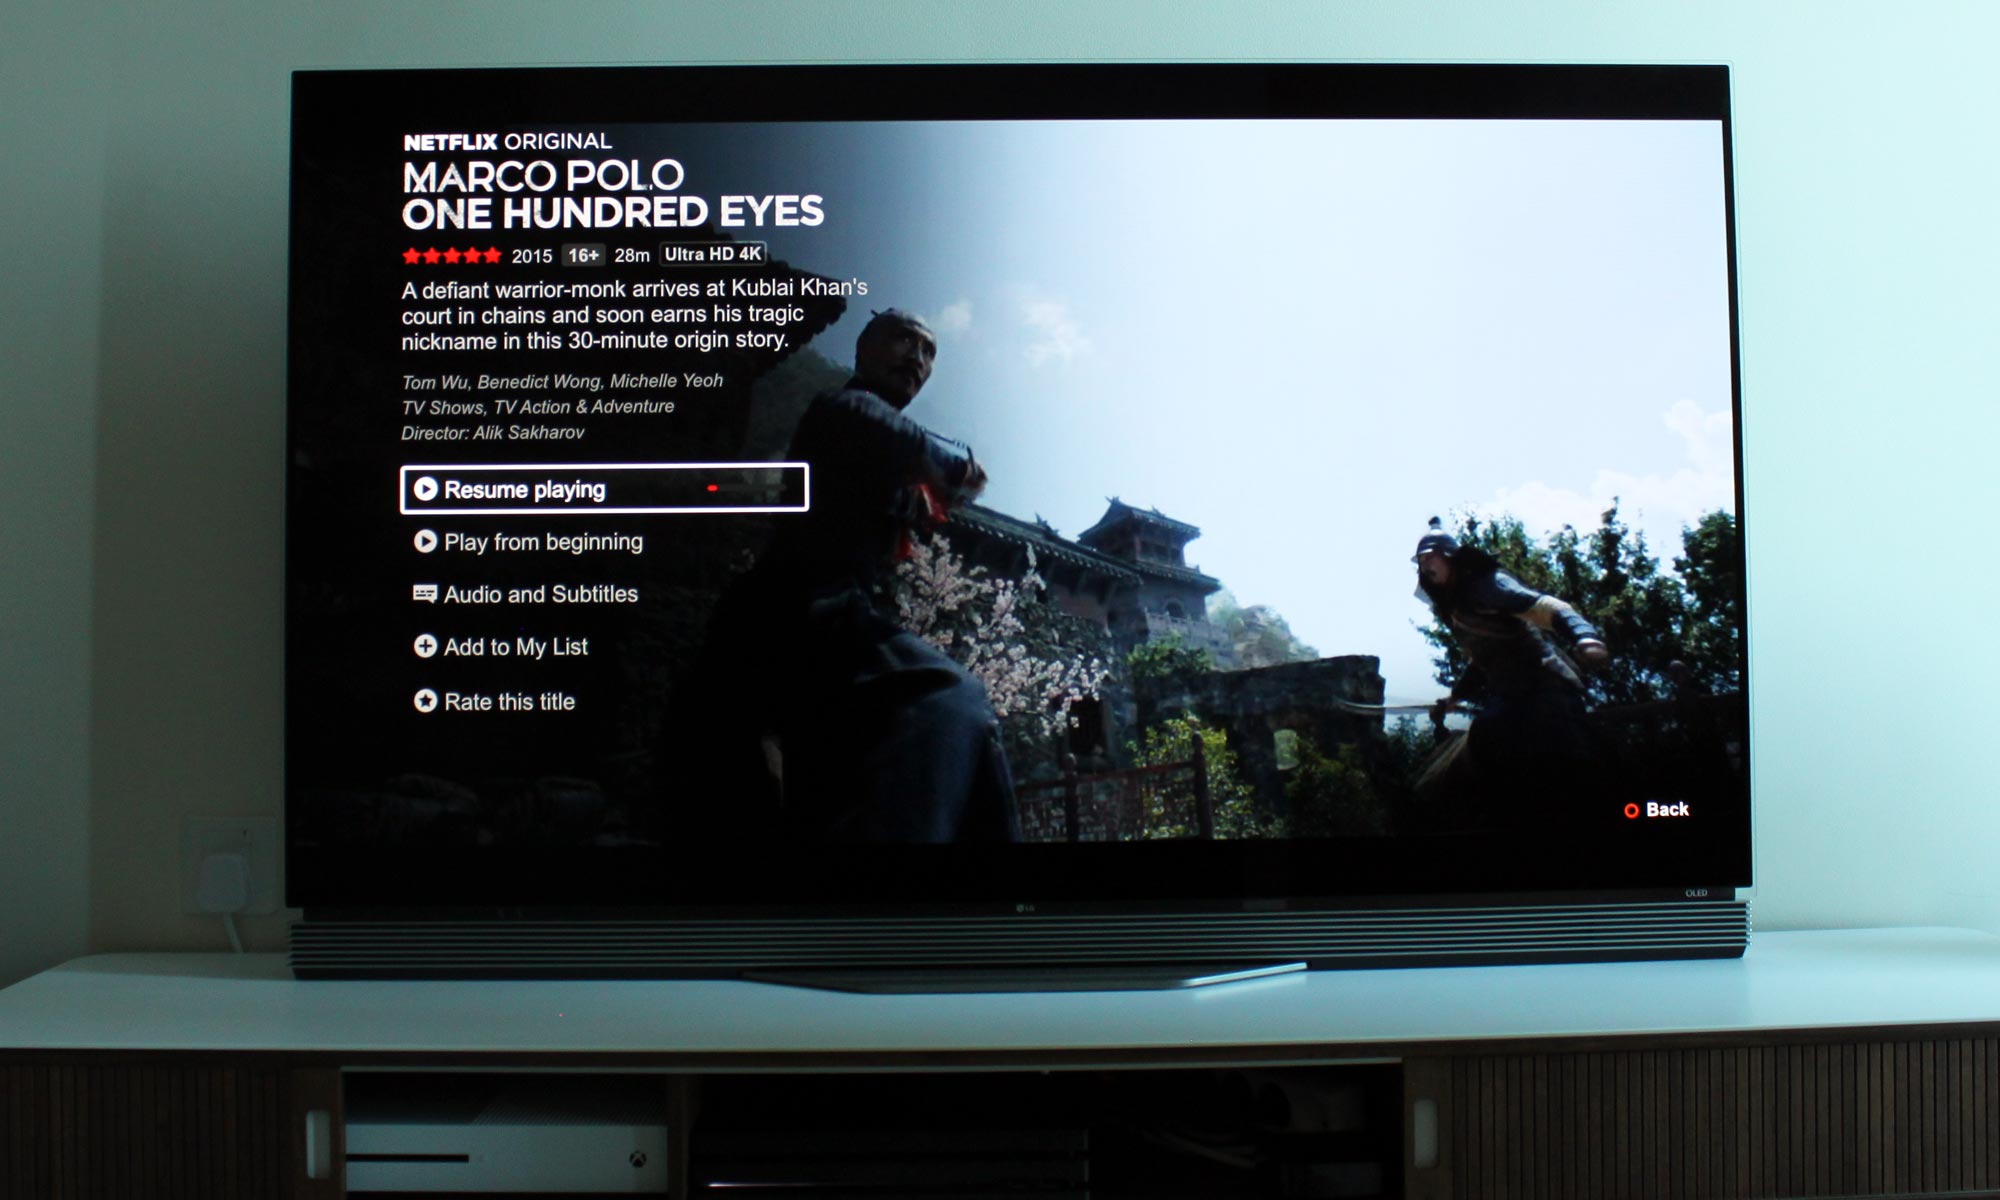 NETFLIX ORIGINAL
MARCO POLO
ONE HUNDRED EYES
2015 16+ 28m Ultra HD 4K
A defiant warrior-monk arrives at Kublai Khan's
court in chains and soon earns his tragic
nickname in this 30-minute origin story.
Tom Wu, Benedict Wong, Michelle Yeoh
TV Shows, TV Action & Adventure
Director: Alik Sakharov
Resume playing
Play from beginning
Audio and Subtitles
Add to My List
Rate this title
Back
OLED
LG